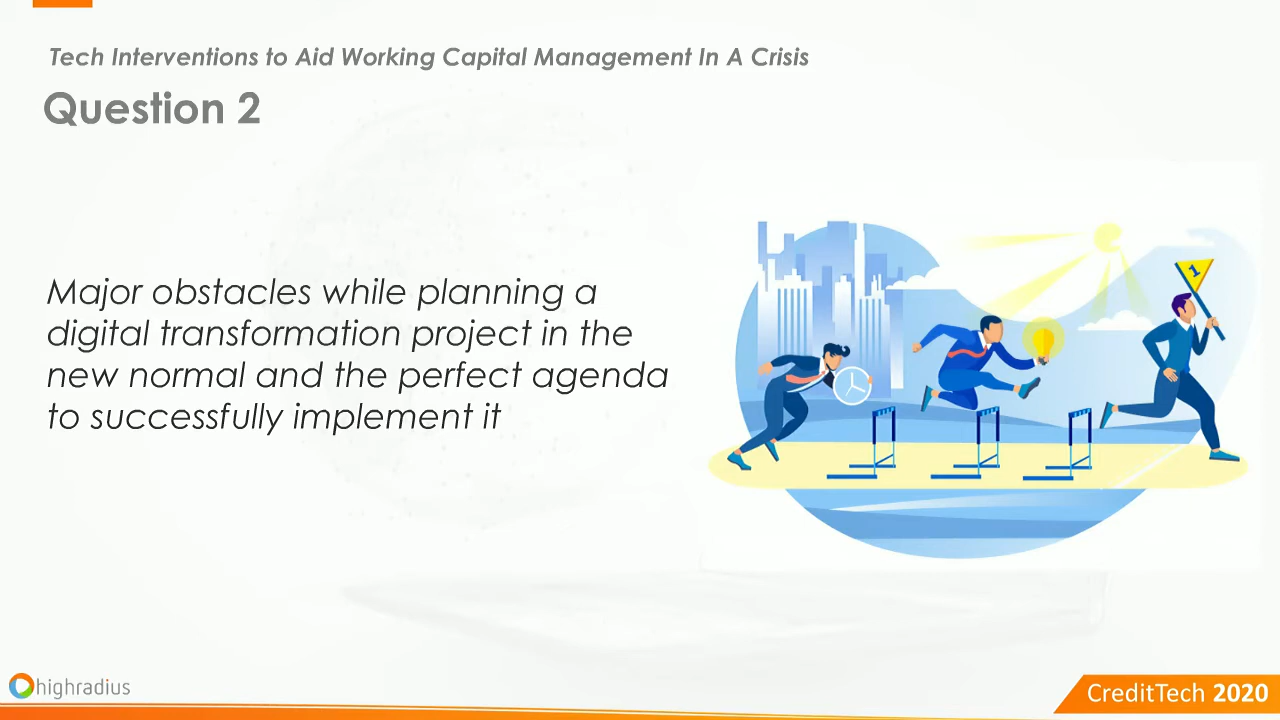 Tech Interventions to Aid Working Capital Management In A Crisis
Question 2
Major obstacles while planning a
digital transformation project in the
new normal and the perfect agenda
to successfully implement it
1
highradius
CreditTech 2020